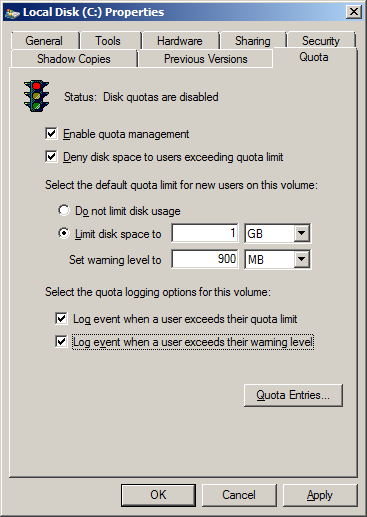 Local Disk (C:) Properties
General Tools Hardware Sharing Security
Shadow Copies Previous Versions Quota
Status: Disk quotas are disabled
Enable quota management
Deny disk space to users exceeding quota limit
Select the default quota limit for new users on this volume:
Do not limit disk usage
Limit disk space to 1 GB
Set warning level to 900 MB
Select the quota logging options for this volume:
Log event when a user exceeds their quota limit
Log event when a user exceeds their warning level
Quota Entries...
OK Cancel Apply